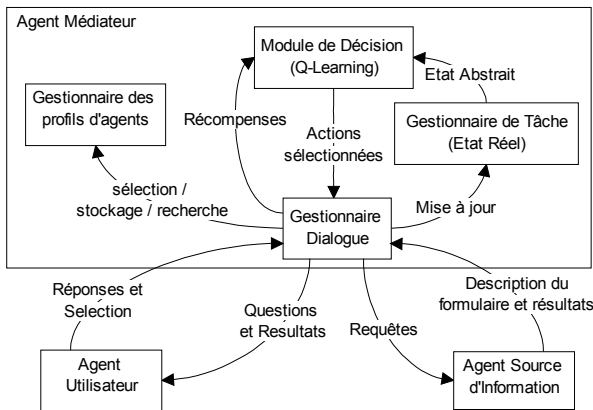 Agent Médiateur
Module de Décision
(Q-Learning)
Etat Abstrait
Gestionnaire des
profils d'agents
Récompenses
Gestionnaire de Tâche
(Etat Réel)
Actions
sélectionnées
sélection /
stockage / recherche
Gestionnaire
Dialogue
Mise à jour
Réponses et
Selection
Questions
et Resultats
Requêtes
Description du
formulaire et résultats
Agent
Utilisateur
Agent Source
d'Information